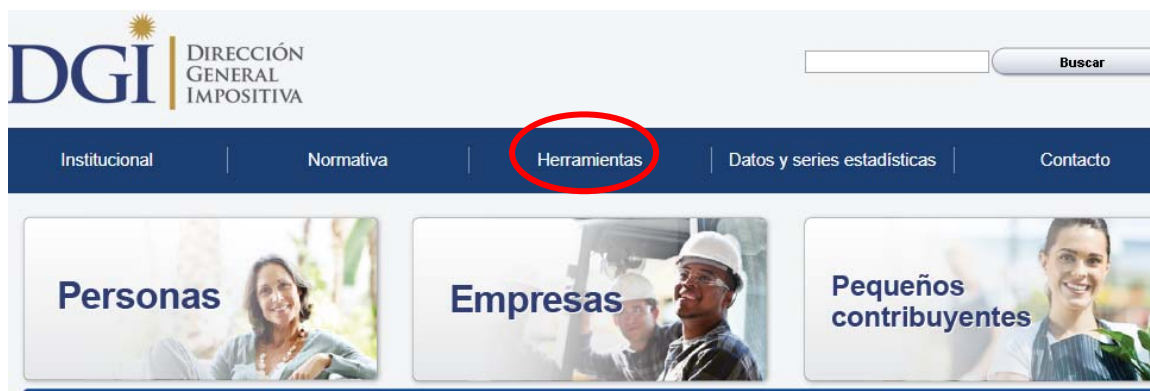 DGI
DIRECCIÓN
GENERAL
IMPOSITIVA
Buscar
Institucional Normativa Herramientas Datos y series estadísticas Contacto
Personas
Empresas
Pequeños
contribuyentes